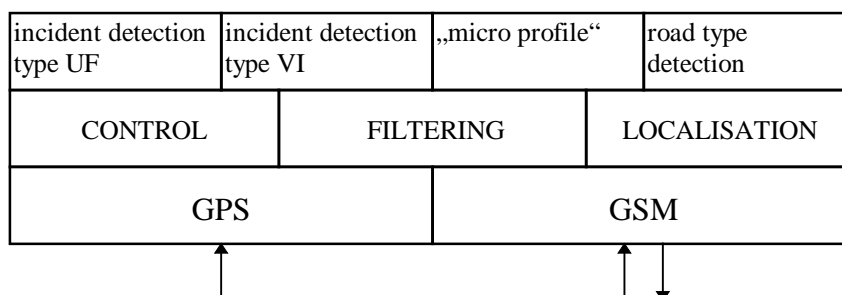 incident detection type UF
incident detection type VI
„micro profile“
road type detection
CONTROL
FILTERING
LOCALISATION
GPS
GSM